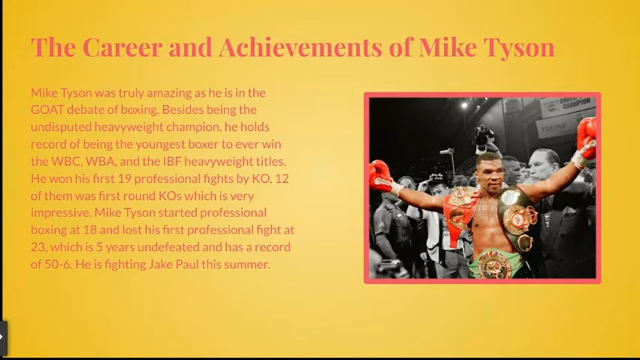 The Career and Achievements of Mike Tyson
Mike Tyson was truly amazing as he is in the
GOAT debate of boxing. Besides being the
undisputed heavyweight champion, he holds
record of being the youngest boxer to ever win
the WBC, WBA, and the IBF heavyweight titles.
He won his first 19 professional fights by KO, 12
of them was first round KOs which is very
impressive. Mike Tyson started professional
boxing at 18 and lost his first professional fight at
23, which is 5 years undefeated and has a record
of 50-6. He is fighting Jake Paul this summer.
CHAMPION
TRUMP